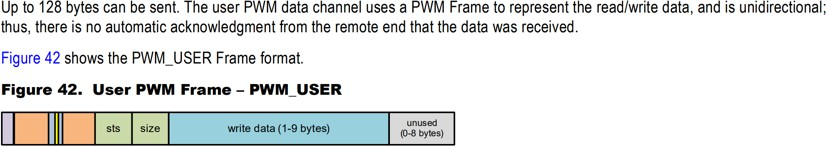 Up to 128 bytes can be sent. The user PWM data channel uses a PWM Frame to represent the read/write data, and is unidirectional;
thus, there is no automatic acknowledgment from the remote end that the data was received.
Figure 42 shows the PWM_USER Frame format.
Figure 42. User PWM Frame – PWM_USER
sts size write data (1-9 bytes) unused
(0-8 bytes)